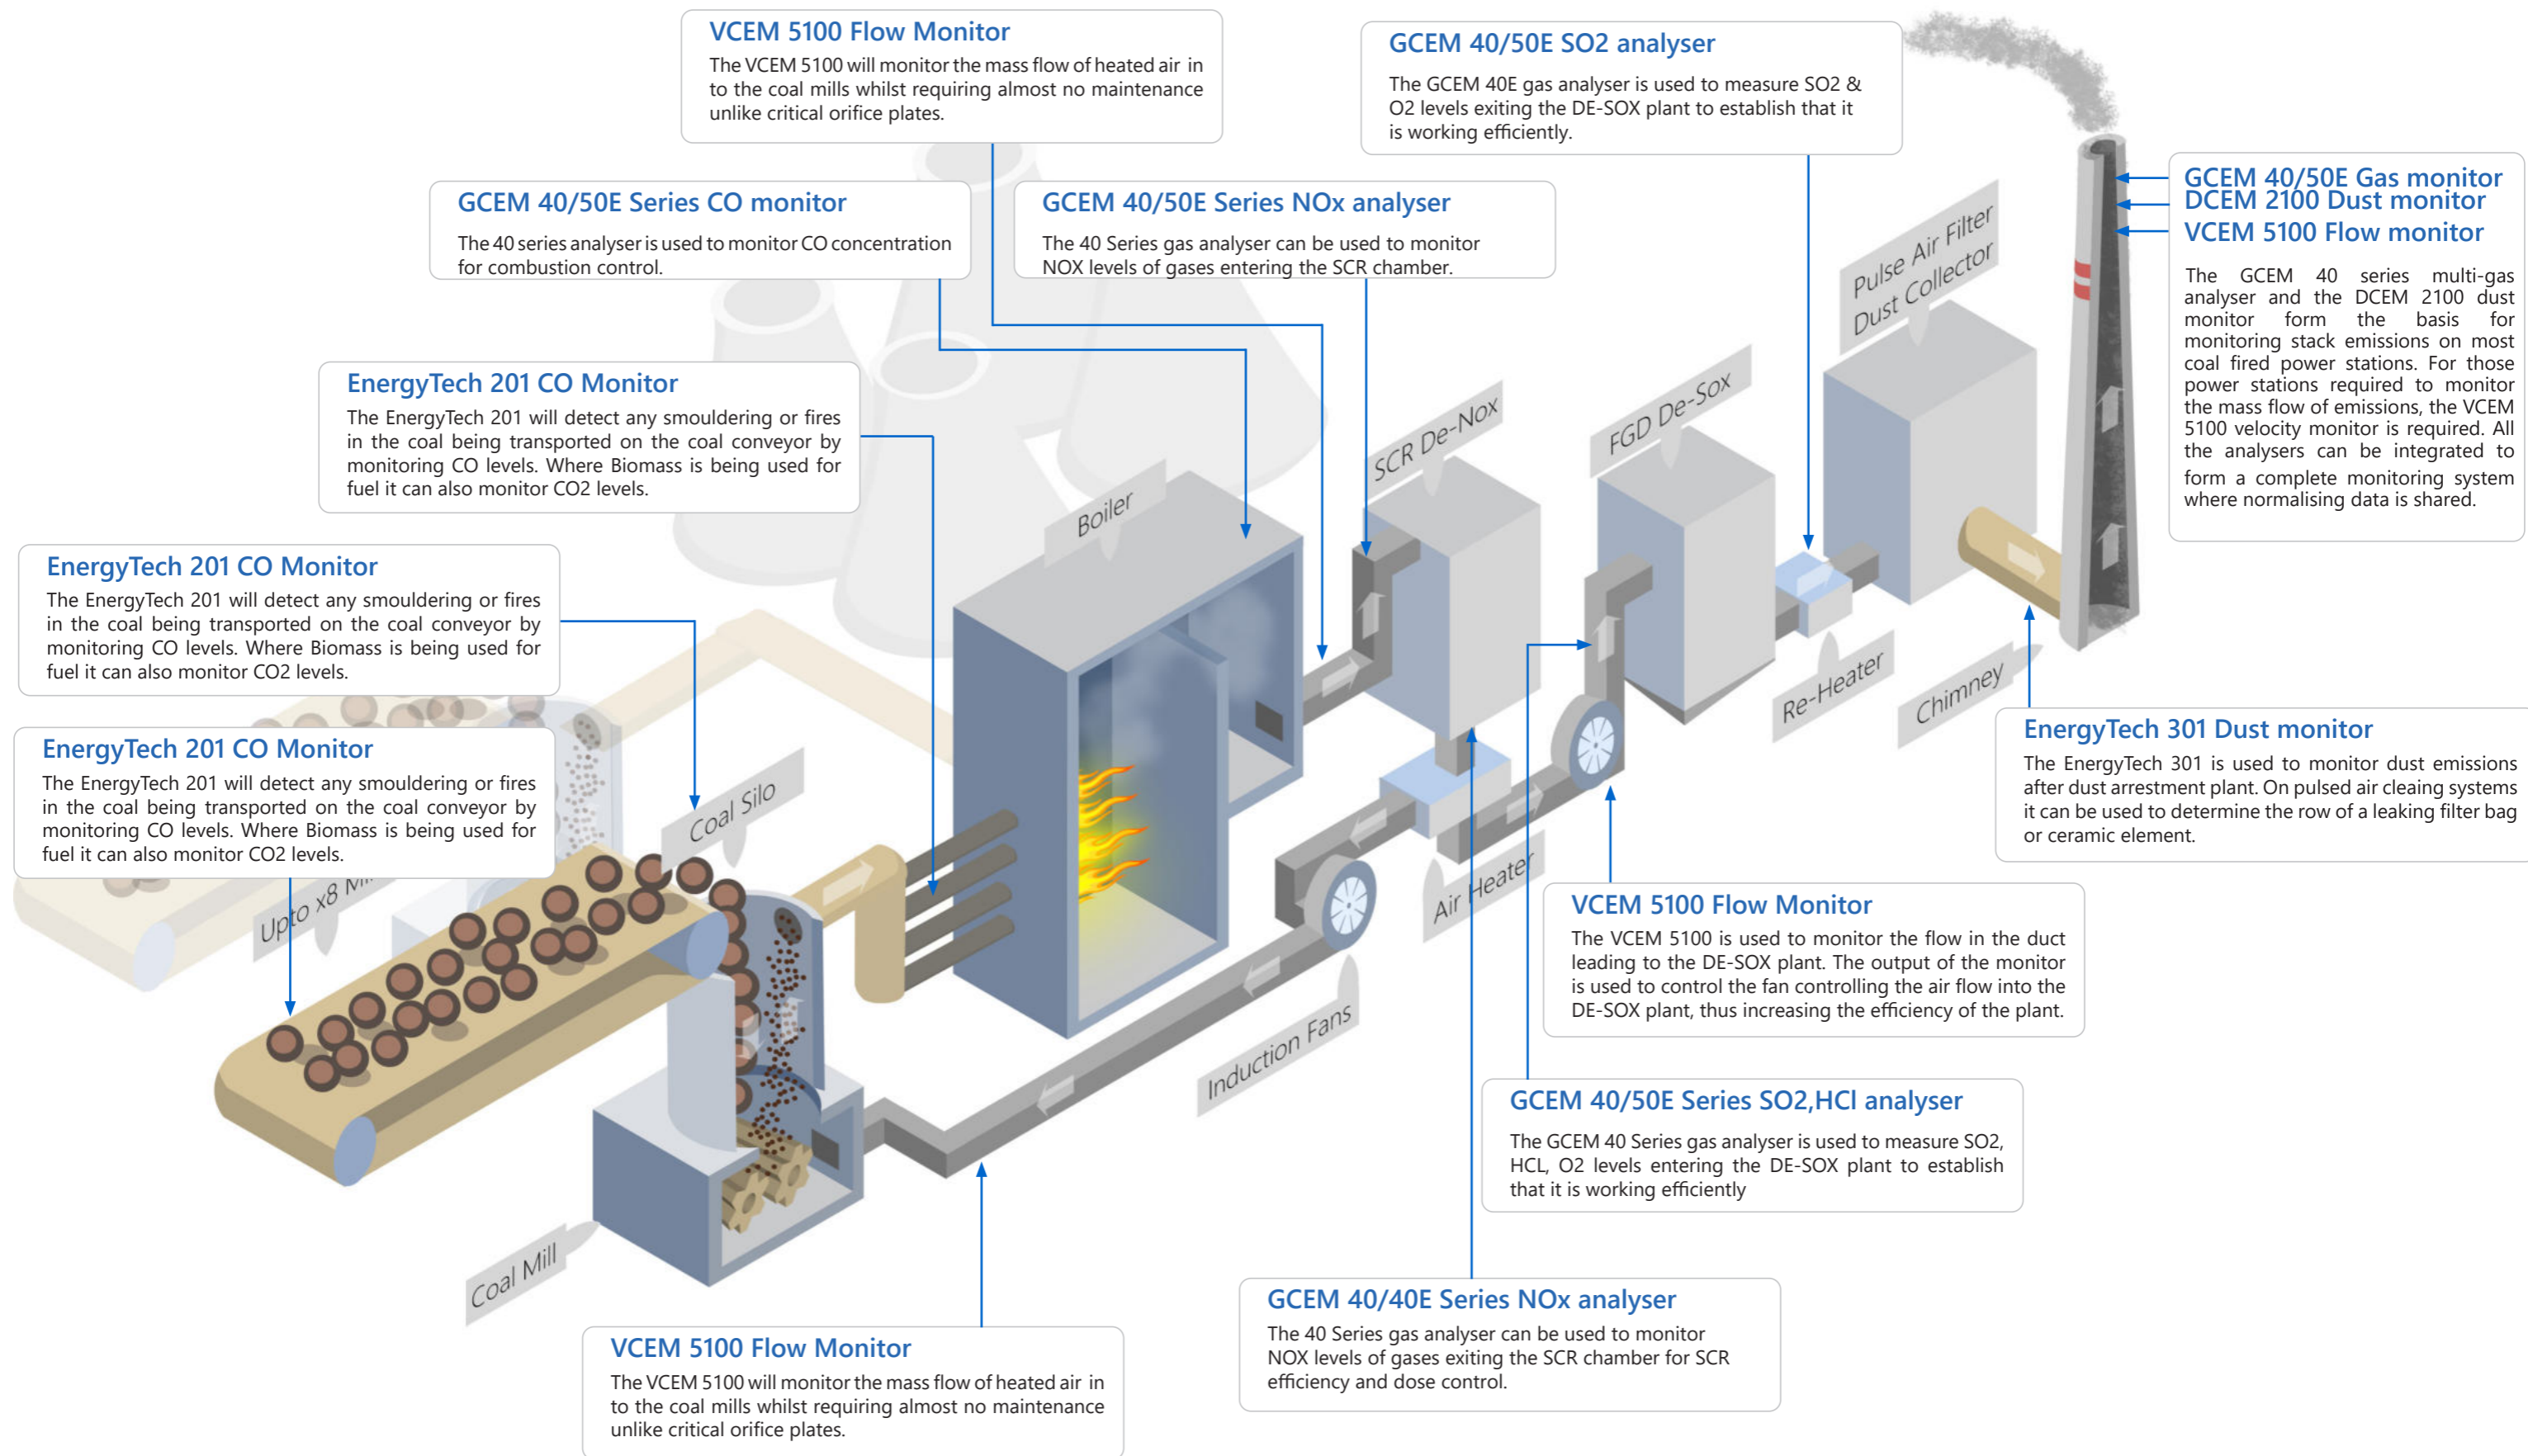 VCEM 5100 Flow Monitor
The VCEM 5100 will monitor the mass flow of heated air in
to the coal mills whilst requiring almost no maintenance
unlike critical orifice plates.
GCEM 40/50E SO2 analyser
The GCEM 40E gas analyser is used to measure SO2 &
O2 levels exiting the DE-SOX plant to establish that it
is working efficiently.
GCEM 40/50E Series CO monitor
The 40 series analyser is used to monitor CO concentration
for combustion control.
GCEM 40/50E Series NOx analyser
The 40 Series gas analyser can be used to monitor
NOX levels of gases entering the SCR chamber.
GCEM 40/50E Gas monitor
DCEM 2100 Dust monitor
VCEM 5100 Flow monitor
The GCEM 40 series multi-gas
analyser and the DCEM 2100 dust
monitor form the basis for
monitoring stack emissions on most
coal fired power stations. For those
power stations required to monitor
the mass flow of emissions, the VCEM
5100 velocity monitor is required. All
the analysers can be integrated to
form a complete monitoring system
where normalising data is shared.
Pulse Air Filter
Dust Collector
EnergyTech 201 CO Monitor
The EnergyTech 201 will detect any smouldering or fires
in the coal being transported on the coal conveyor by
monitoring CO levels. Where Biomass is being used for
fuel it can also monitor CO2 levels.
SCR De-Nox
FGD De-Sox
Boiler
EnergyTech 201 CO Monitor
The EnergyTech 201 will detect any smouldering or fires
in the coal being transported on the coal conveyor by
monitoring CO levels. Where Biomass is being used for
fuel it can also monitor CO2 levels.
Re-Heater
Chimney
EnergyTech 201 CO Monitor
The EnergyTech 201 will detect any smouldering or fires
in the coal being transported on the coal conveyor by
monitoring CO levels. Where Biomass is being used for
fuel it can also monitor CO2 levels.
Coal Silo
EnergyTech 301 Dust monitor
The EnergyTech 301 is used to monitor dust emissions
after dust arrestment plant. On pulsed air cleaing systems
it can be used to determine the row of a leaking filter bag
or ceramic element.
Upto x8
Air Heater
VCEM 5100 Flow Monitor
The VCEM 5100 is used to monitor the flow in the duct
leading to the DE-SOX plant. The output of the monitor
is used to control the fan controlling the air flow into the
DE-SOX plant, thus increasing the efficiency of the plant.
Induction Fans
GCEM 40/50E Series SO2,HCl analyser
The GCEM 40 Series gas analyser is used to measure SO2,
HCL, O2 levels entering the DE-SOX plant to establish
that it is working efficiently
Coal Mill
GCEM 40/40E Series NOx analyser
The 40 Series gas analyser can be used to monitor
NOX levels of gases exiting the SCR chamber for SCR
efficiency and dose control.
VCEM 5100 Flow Monitor
The VCEM 5100 will monitor the mass flow of heated air in
to the coal mills whilst requiring almost no maintenance
unlike critical orifice plates.